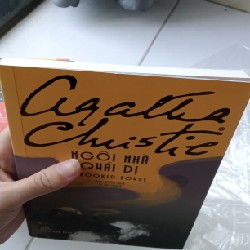 Agatha
Christie
NGÔI NHÀ
QUÁI DỊ